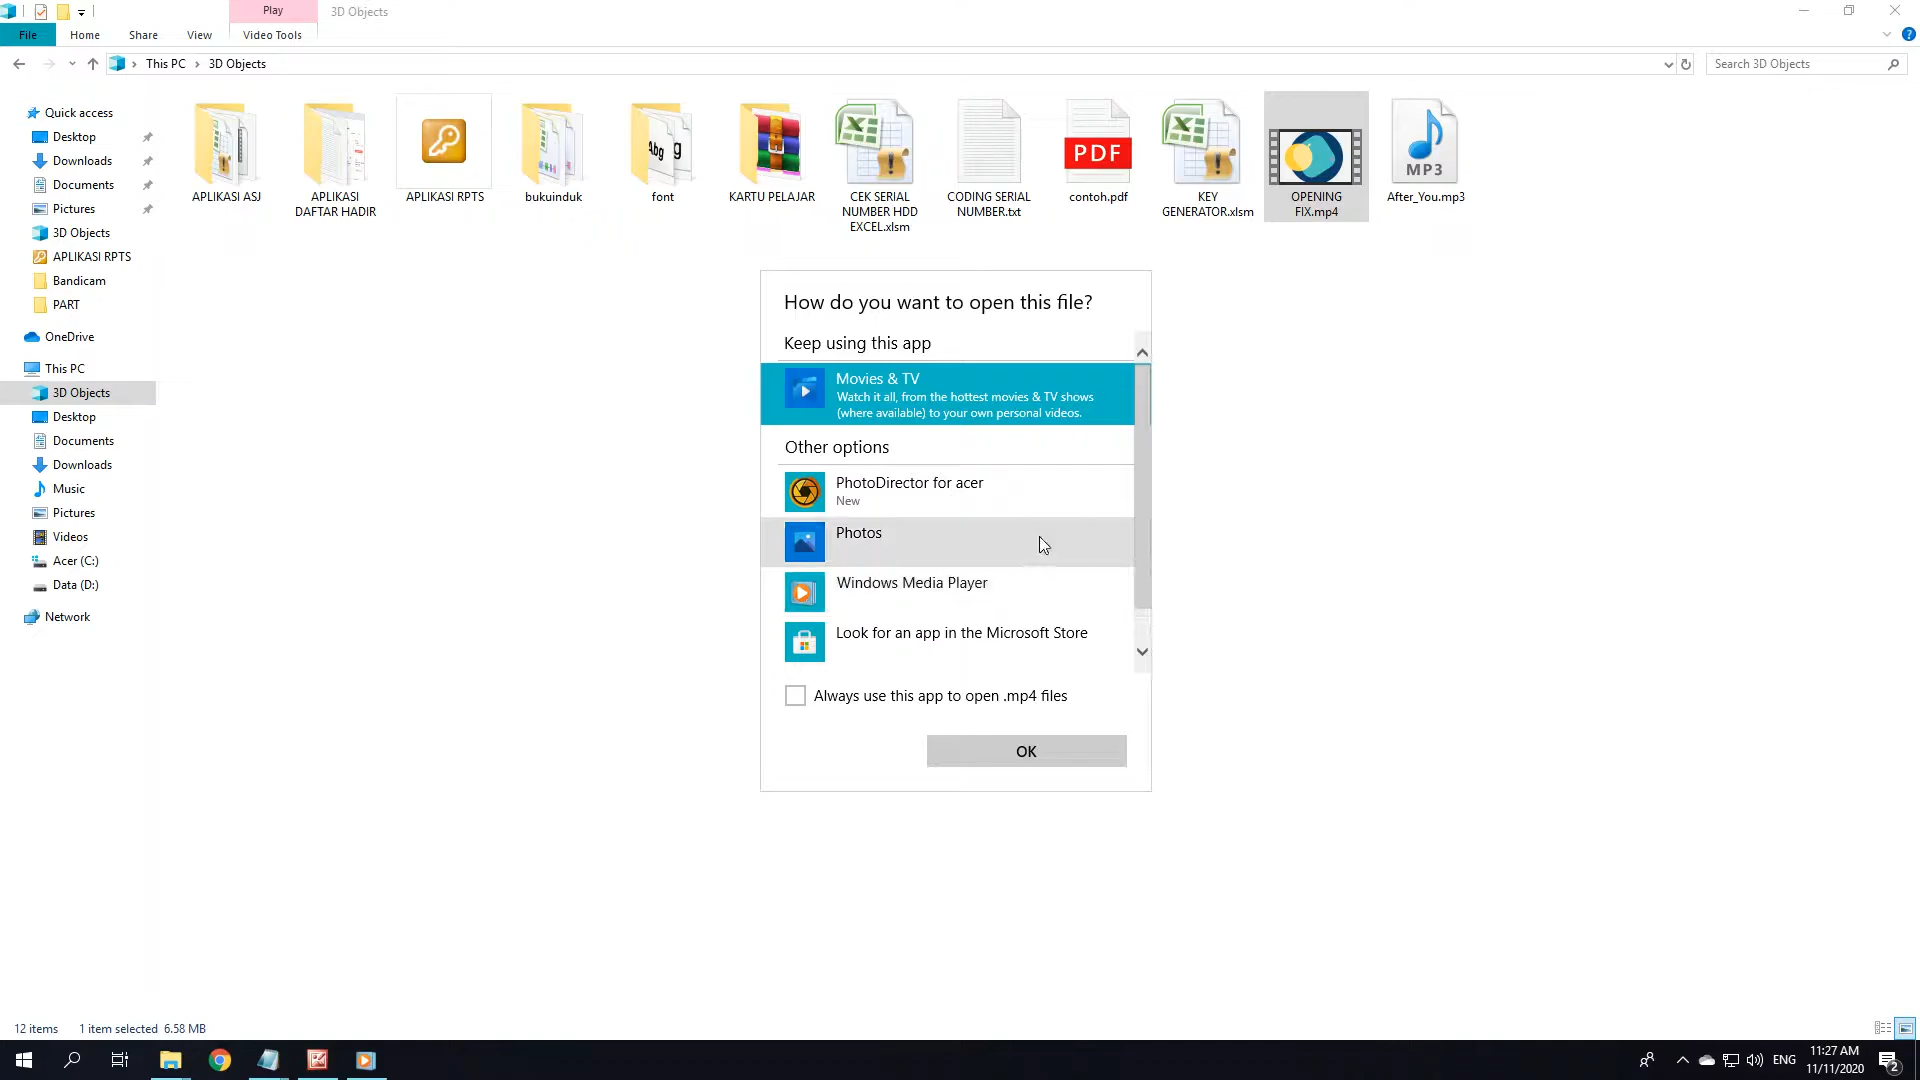 Play
3D Objects
File
Home
Share
View
Video Tools
This PC
3D Objects
Search 3D Objects
Quick access
Desktop
Downloads
Documents
Pictures
3D Objects
APLIKASI RPTS
Bandicam
PART
OneDrive
This PC
3D Objects
Desktop
Documents
Downloads
Music
Pictures
Videos
Acer (C:)
Data (D:)
Network
APLIKASI ASJ
APLIKASI
DAFTAR HADIR
APLIKASI RPTS
bukuinduk
Abg
g
font
KARTU PELAJAR
CEK SERIAL
NUMBER HDD
EXCEL.xlsm
CODING SERIAL
NUMBER.txt
PDF
contoh.pdf
KEY
GENERATOR.xlsm
OPENING
FIX.mp4
MP3
After_You.mp3
How do you want to open this file?
Keep using this app
Movies & TV
Watch it all, from the hottest movies & TV shows
(where available) to your own personal videos.
Other options
PhotoDirector for acer
New
Photos
Windows Media Player
Look for an app in the Microsoft Store
Always use this app to open .mp4 files
OK
12 items
1 item selected 6.58 MB
ENG
11:27 AM
11/11/2020
2